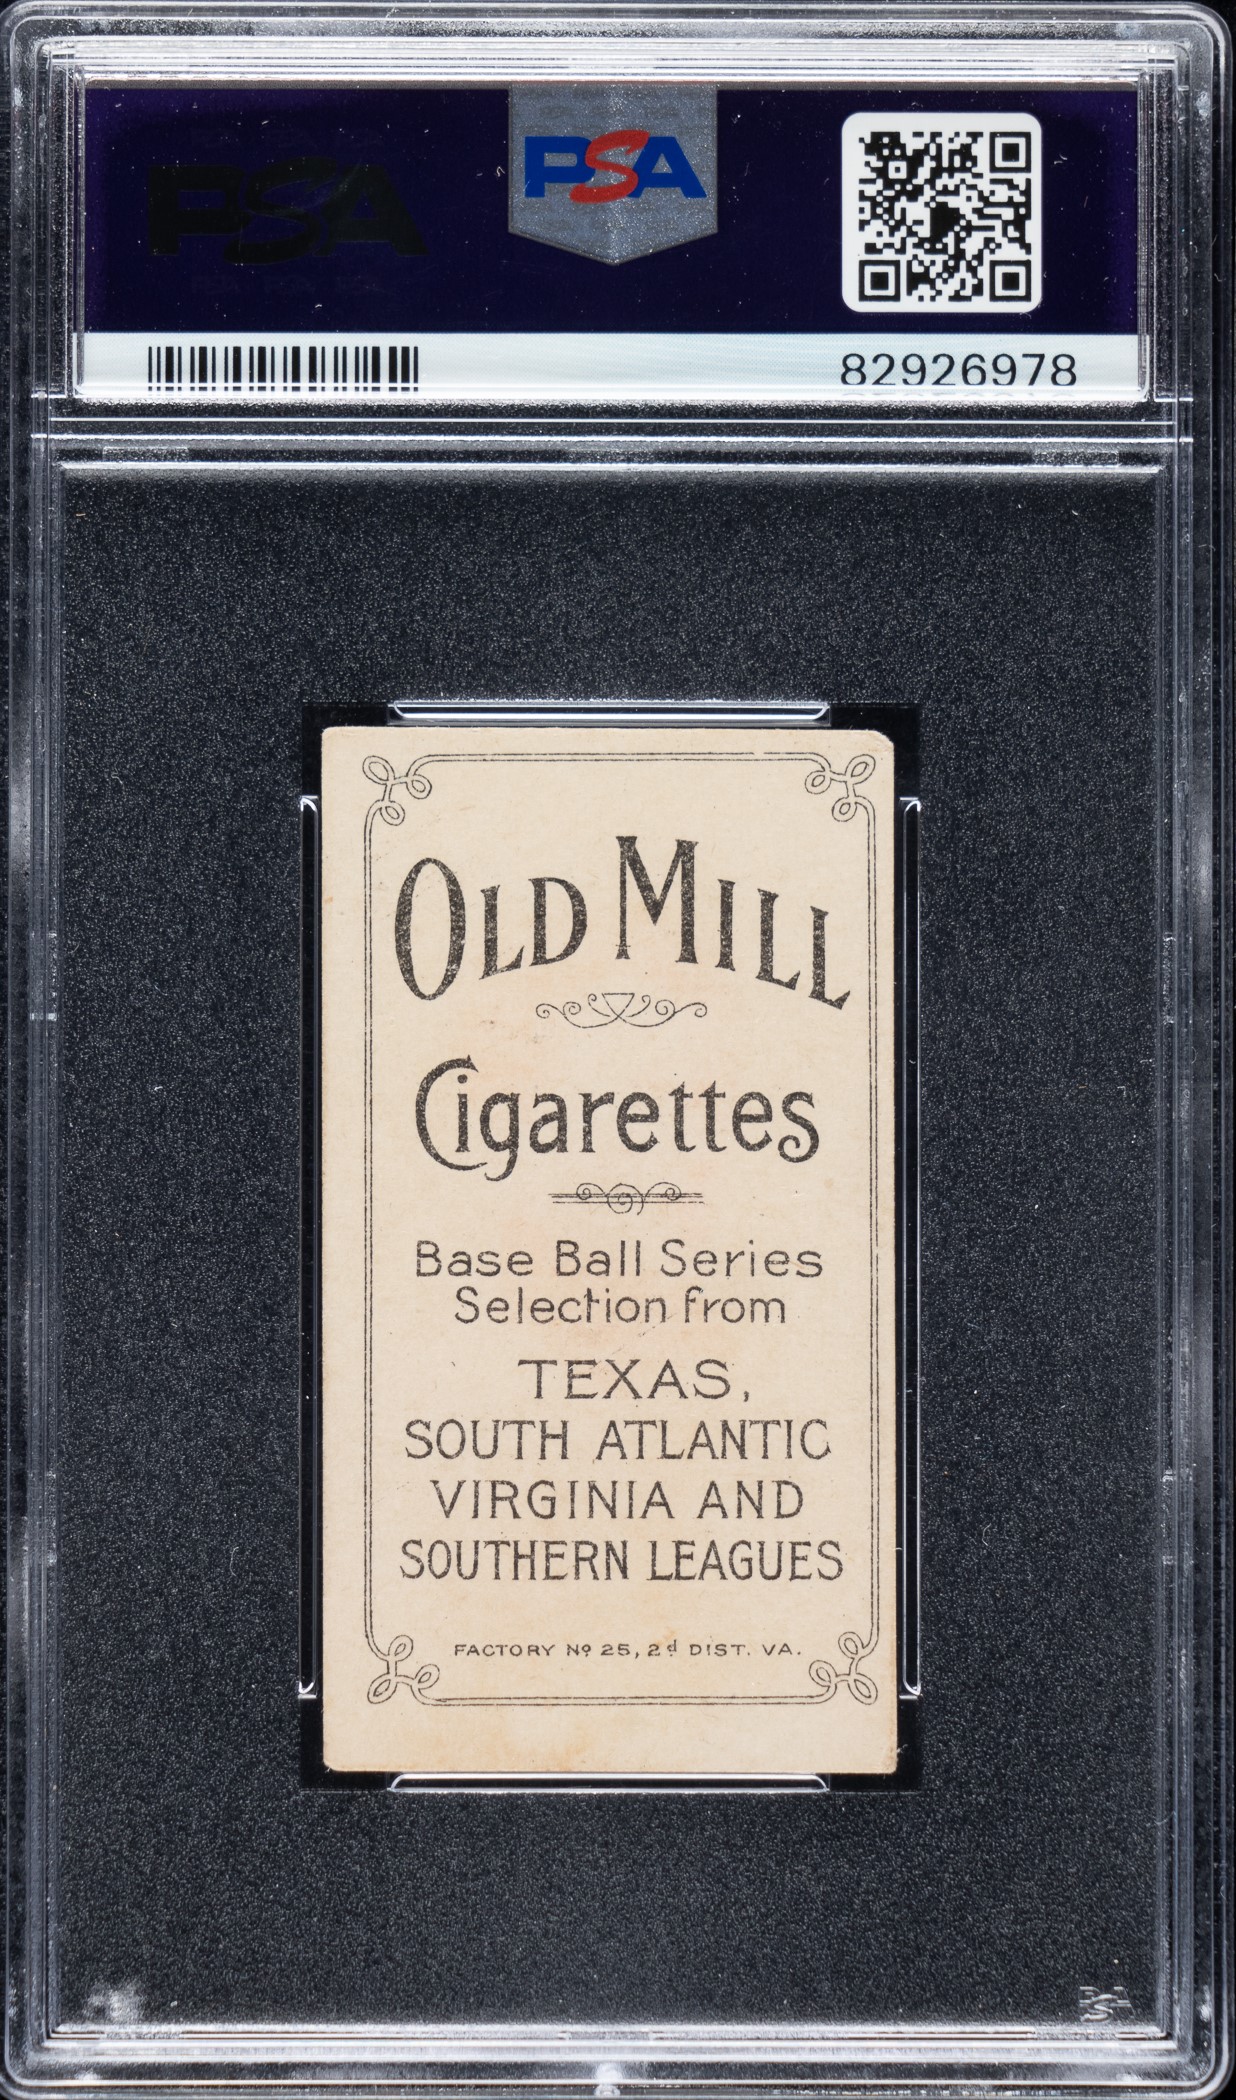 PSA
PSA
82926978
OLD MILL
Cigarettes
Base Ball Series
Selection from
TEXAS,
SOUTH ATLANTIC
VIRGINIA AND
SOUTHERN LEAGUES
FACTORY Nº 25, 2d DIST. VA.
PSA